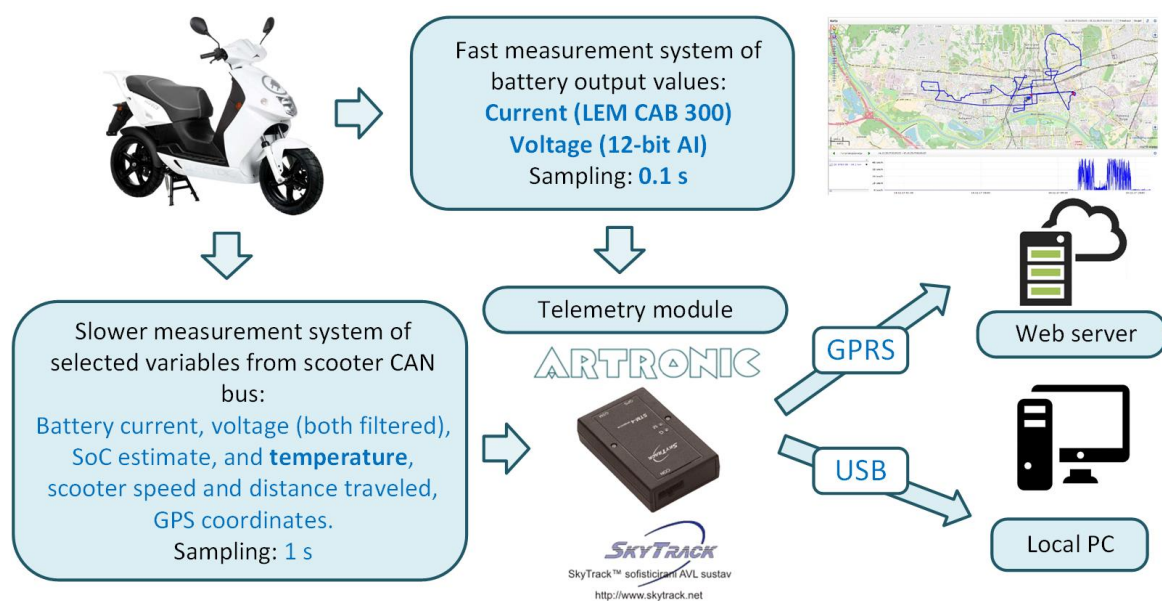 Fast measurement system of
battery output values:
Current (LEM CAB 300)
Voltage (12-bit AI)
Sampling: 0.1 s
Slower measurement system of
selected variables from scooter CAN
bus:
Battery current, voltage (both filtered),
SoC estimate, and temperature,
scooter speed and distance traveled,
GPS coordinates.
Sampling: 1 s
Telemetry module
ARTRONIC
SkyTrack
SKYTRACK
SkyTrack™ sofisticirani AVL sustav
http://www.skytrack.net
GPRS
USB
Web server
Local PC